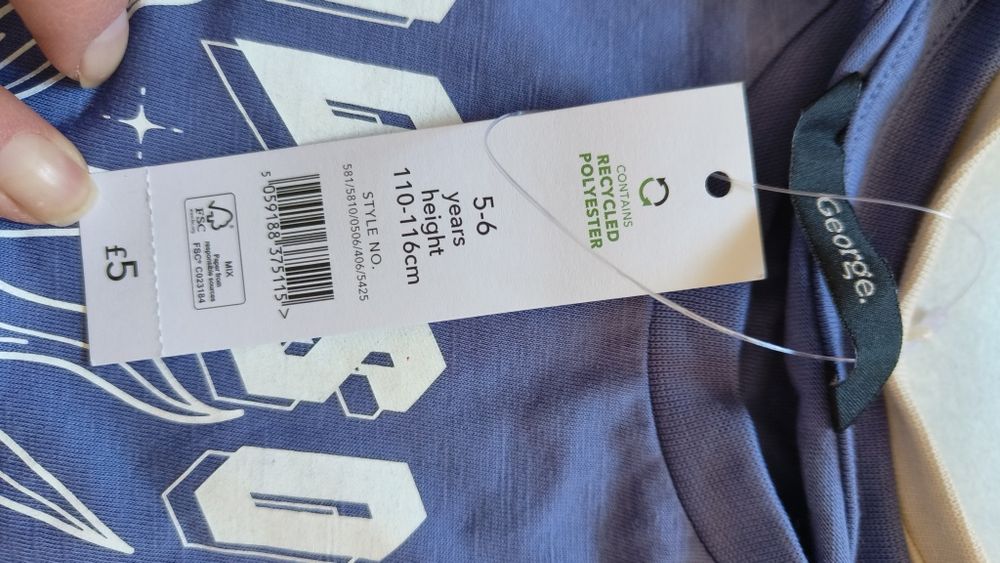 CONTAINS
RECYCLED
POLYESTER
5-6
years
height
110-116cm
STYLE NO.
581/5810/0506/406/5425
5 059188 375115 >
FSC
MIX
Paper from
responsible sources
FSC® C023184
£5
George.